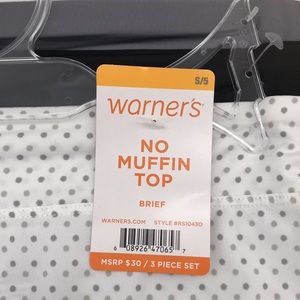 S/5
warner's
NO
MUFFIN
TOP
BRIEF
WARNERS.COM STYLE #RS1043D
6 08926 47065 7
MSRP $30 / 3 PIECE SET